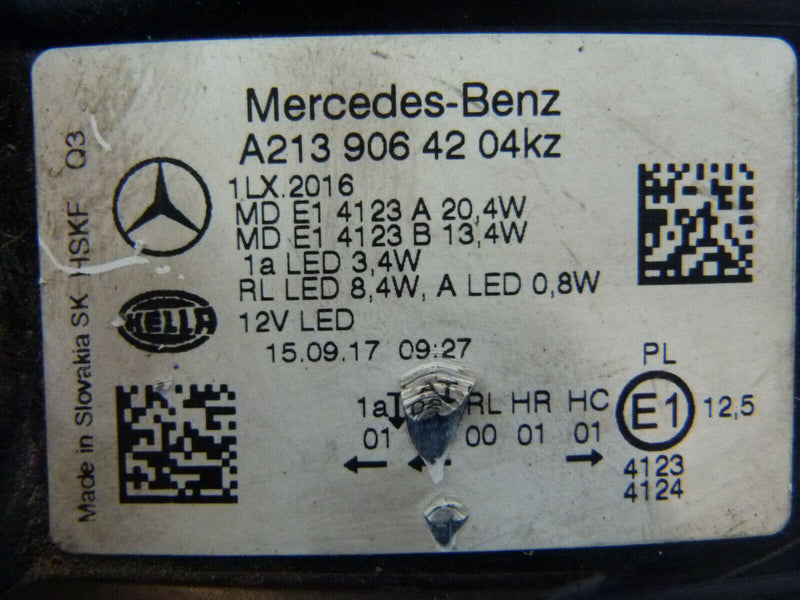 Mercedes-Benz
A213 906 42 04kz
1LX.2016
MD E1 4123 A 20,4W
MD E1 4123 B 13,4W
1a LED 3,4W
RL LED 8,4W, A LED 0,8W
12V LED
15.09.17 09:27
HELLA
Made in Slovakia SK HSKF Q3
PL
1a RL HR HC
01 00 01 01
E1
12,5
4123
4124